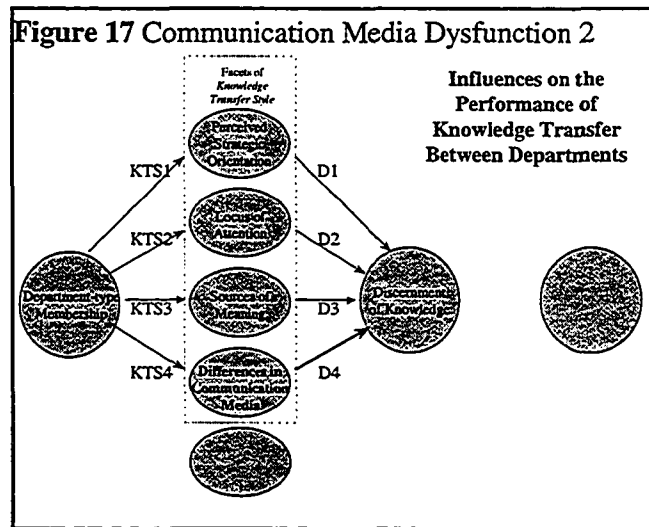 Figure 17 Communication Media Dysfunction 2
Facets of
Knowledge
Transfer Style
Influences on the
Performance of
Knowledge Transfer
Between Departments
Perceived
Strategic
Orientation
KTS1
D1
Locus of
Attention
KTS2
D2
Department-type
Membership
KTS3
Sources of
Meaning
D3
Discernment
of Knowledge
KTS4
Differences in
Communication
Media
D4